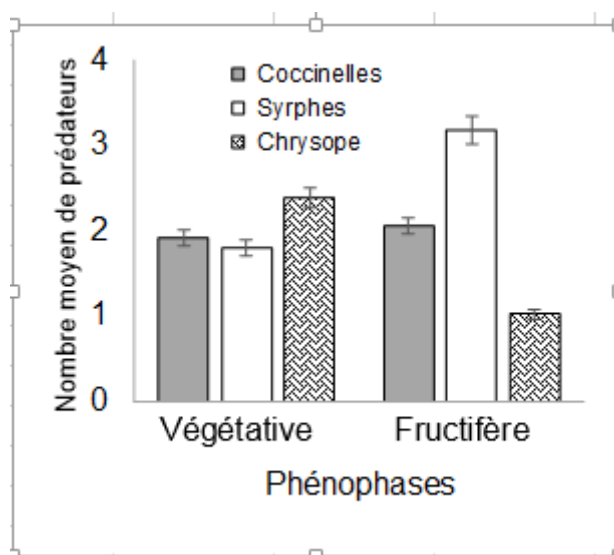 Nombre moyen de prédateurs
4
3
2
1
0
Coccinelles
Syrphes
Chrysope
Végétative
Fructifère
Phénophases